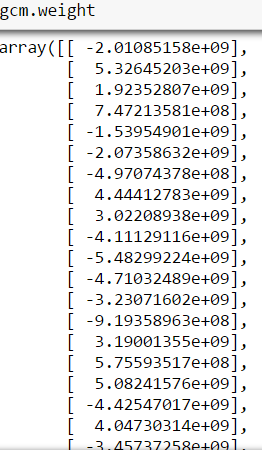 gcm.weight
array([[ -2.01085158e+09],
[ 5.32645203e+09],
[ 1.92352807e+09],
[ 7.47213581e+08],
[ -1.53954901e+09],
[ -2.07358632e+09],
[ -4.97074378e+08],
[ 4.44412783e+09],
[ 3.02208938e+09],
[ -4.11129116e+09],
[ -5.48299224e+09],
[ -4.71032489e+09],
[ -3.23071602e+09],
[ -9.19358963e+08],
[ 3.19001355e+09],
[ 5.75593517e+08],
[ 5.08241576e+09],
[ -4.42547017e+09],
[ 4.04730314e+09],
[ -3.45737258e+09],